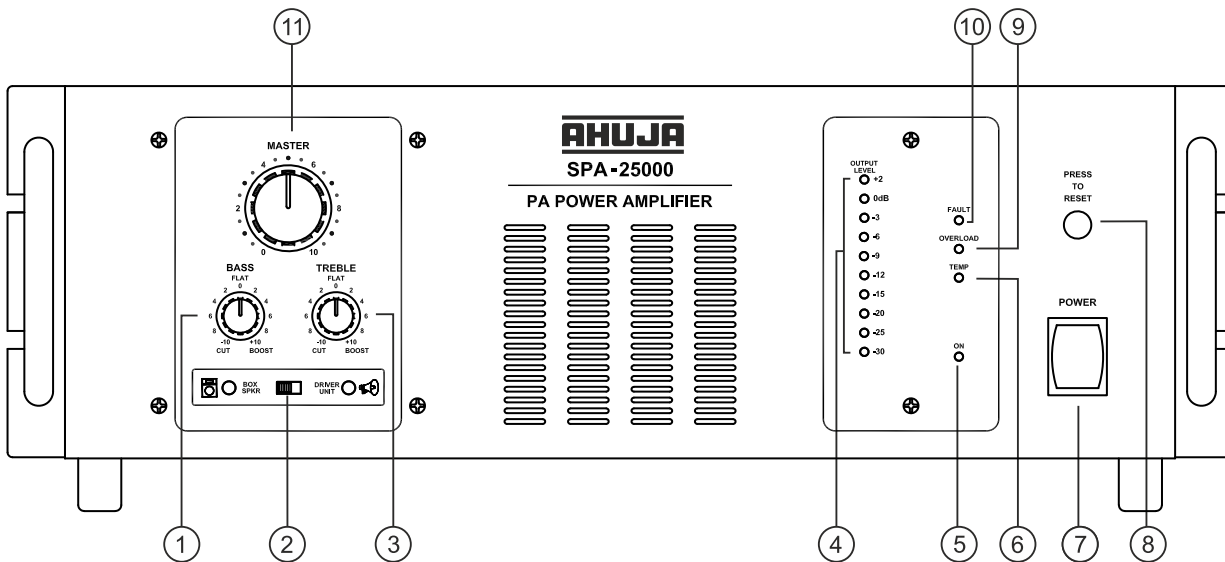 11
10
9
MASTER
4 6
2 8
0 10
BASS
FLAT
0
2 2
4 4
6 6
8 8
-10 +10
CUT BOOST
TREBLE
FLAT
0
2 2
4 4
6 6
8 8
-10 +10
CUT BOOST
BOX
SPKR
DRIVER
UNIT
AHUJA
SPA-25000
PA POWER AMPLIFIER
OUTPUT
LEVEL
+2
0dB
-3
-6
-9
-12
-15
-20
-25
-30
FAULT
OVERLOAD
TEMP
ON
PRESS
TO
RESET
POWER
1
2
3
4
5
6
7
8